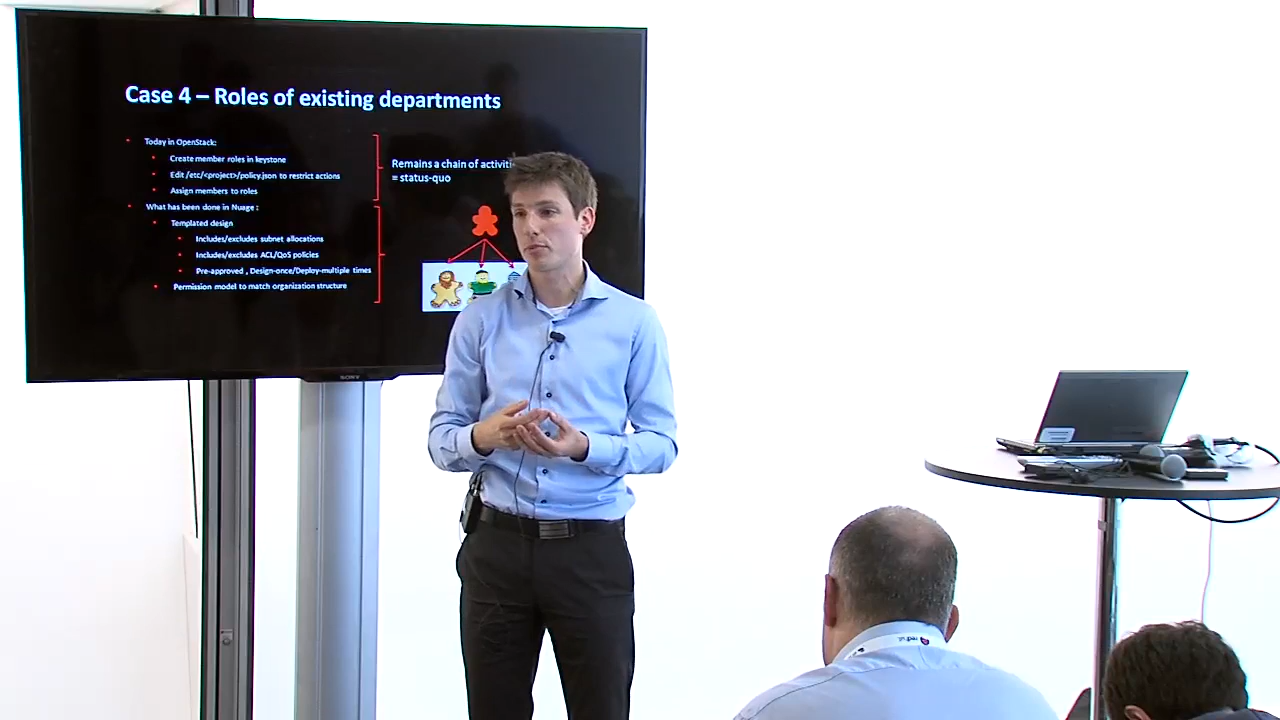 Case 4 – Roles of existing departments
Today in OpenStack:
Create member roles in keystone
Edit /etc/<project>/policy.json to restrict actions
Assign members to roles
What has been done in Nuage :
Templated design
Includes/excludes subnet allocations
Includes/excludes ACL/QoS policies
Pre-approved , Design-once/Deploy-multiple times
Permission model to match organization structure
Remains a chain of activiti
= status-quo
SONY